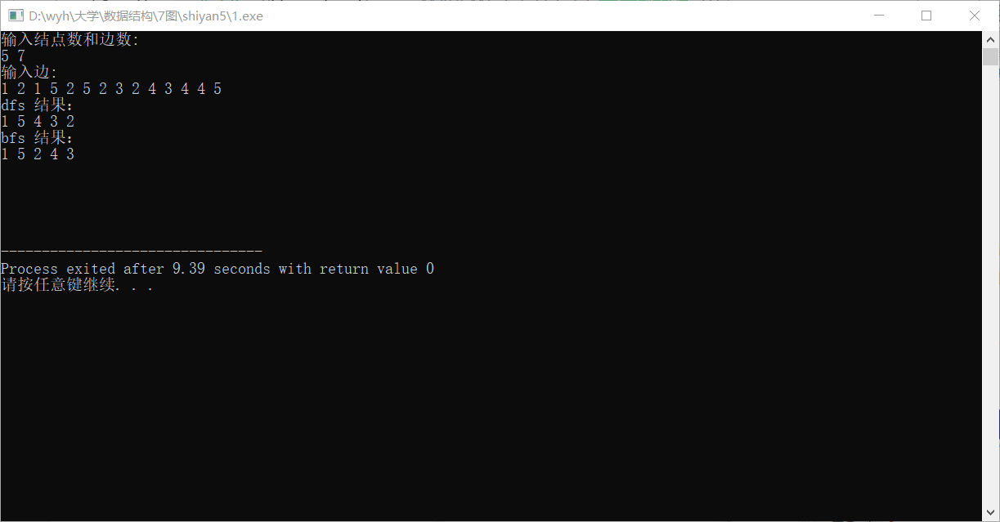 D:\wyh\大学\数据结构\7图\shiyan5\1.exe
输入结点数和边数:
5 7
输入边:
1 2 1 5 2 5 2 3 2 4 3 4 4 5
dfs 结果：
1 5 4 3 2
bfs 结果：
1 5 2 4 3
--------------------------------
Process exited after 9.39 seconds with return value 0
请按任意键继续. . .